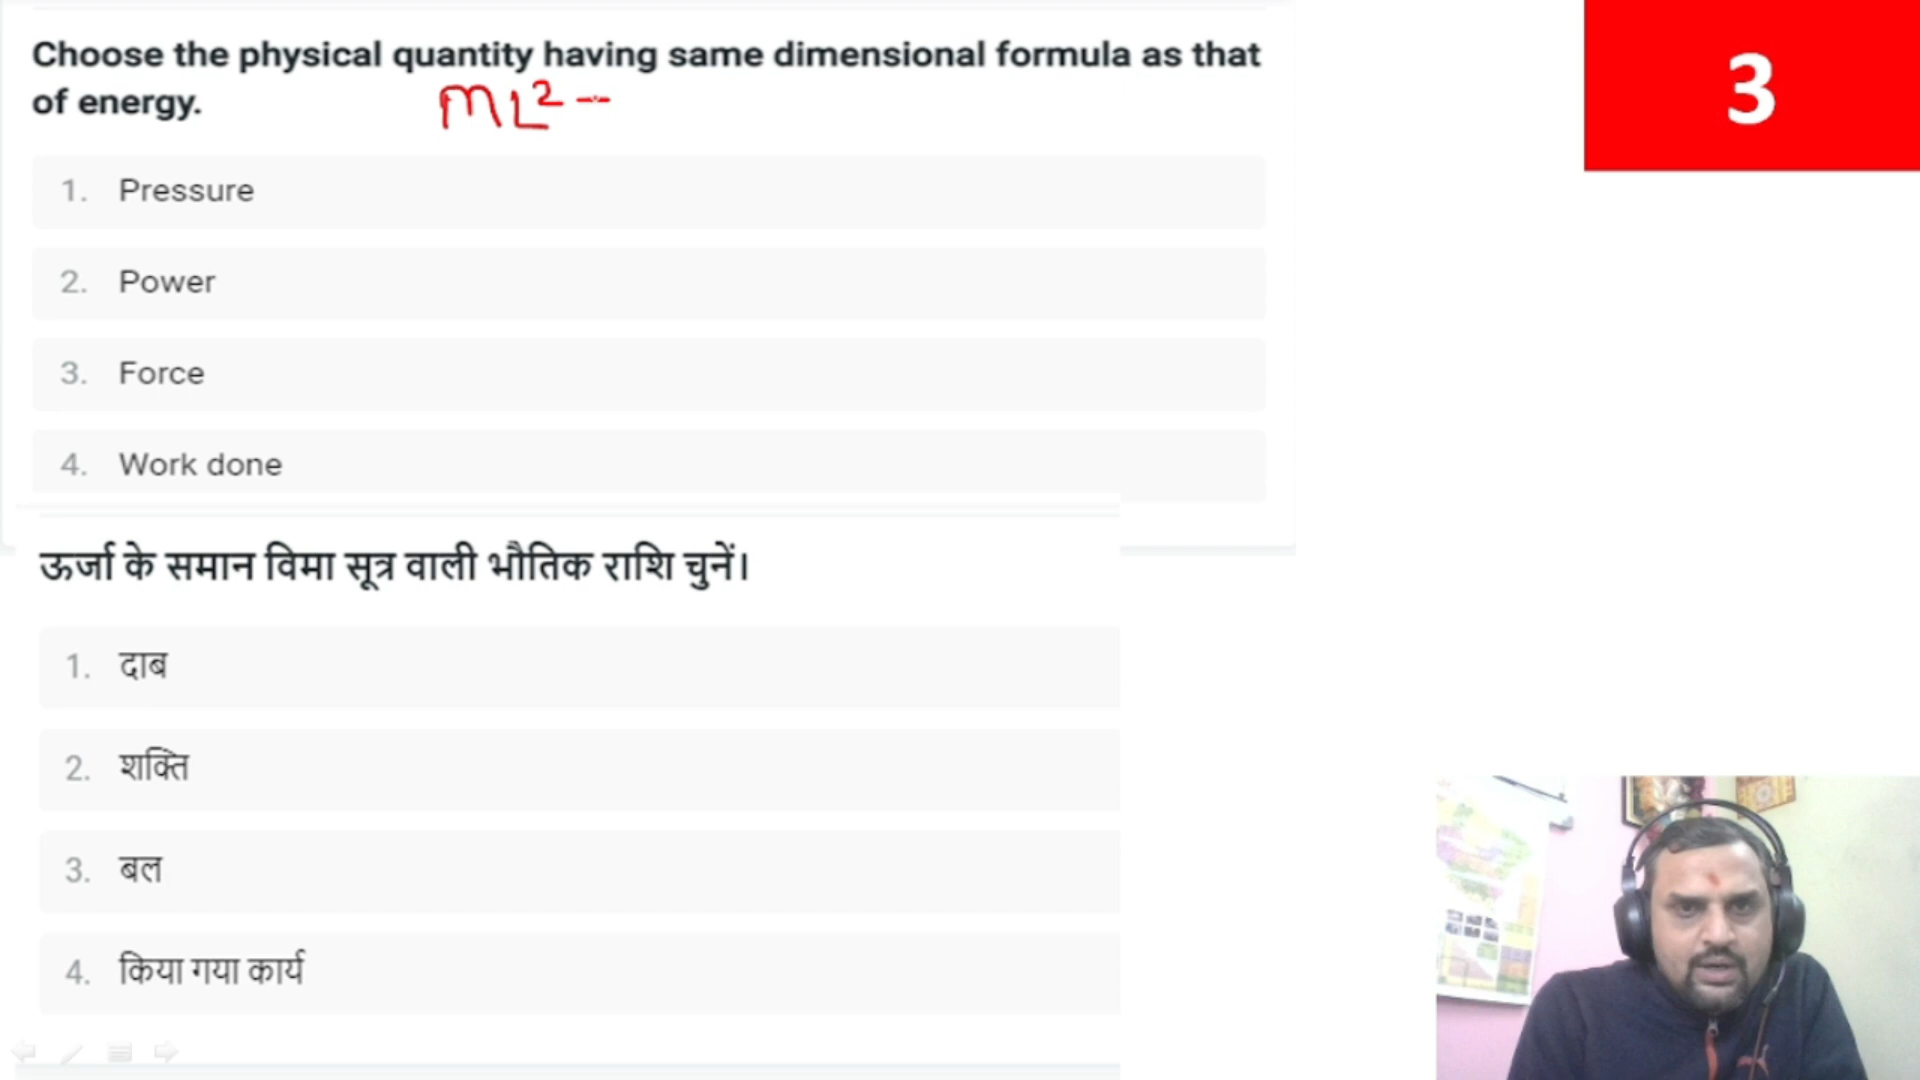 Choose the physical quantity having same dimensional formula as that
of energy.
ML² –
3
1. Pressure
2. Power
3. Force
4. Work done
ऊर्जा के समान विमा सूत्र वाली भौतिक राशि चुनें।
1. दाब
2. शक्ति
3. बल
4. किया गया कार्य